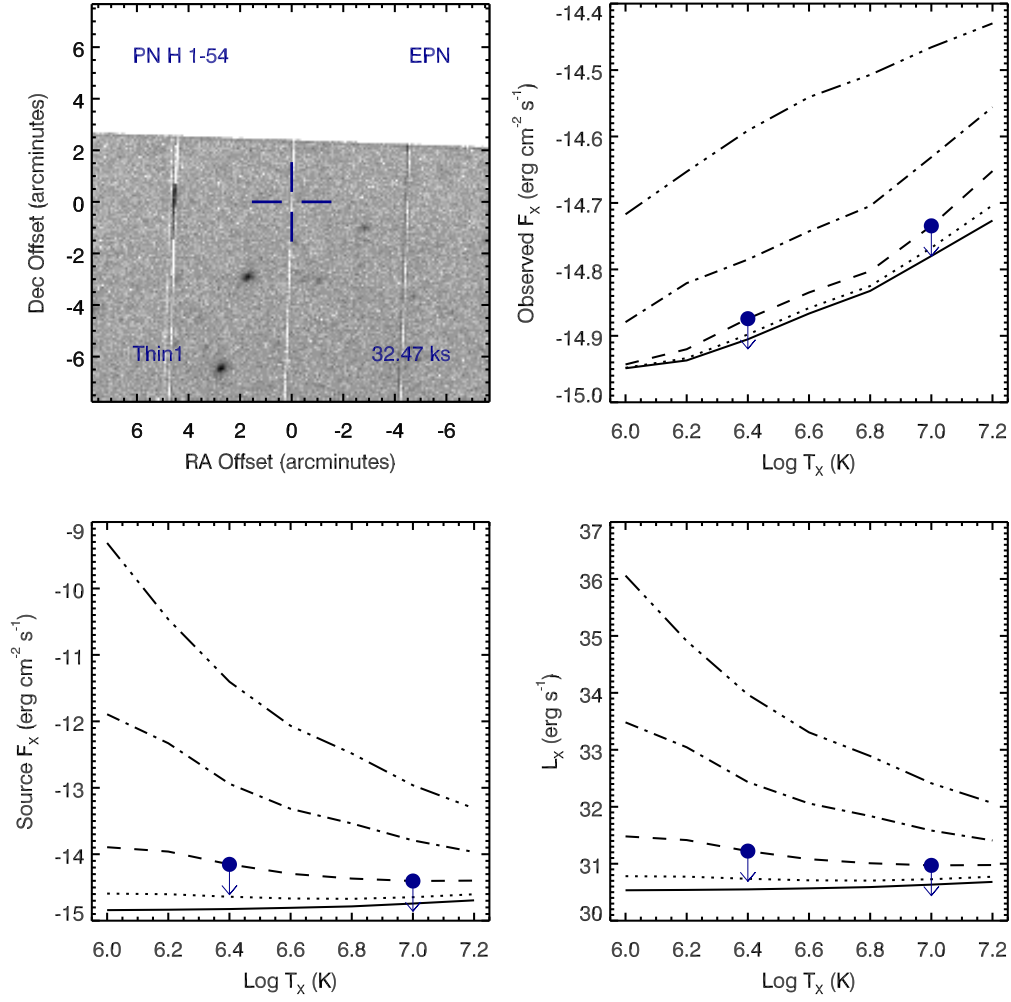 PN H 1-54 EPN
6
4
2
0
-2
-4
-6
Dec Offset (arcminutes)
Thin1 32.47 ks
6 4 2 0 -2 -4 -6
RA Offset (arcminutes)
-14.4
-14.5
-14.6
-14.7
-14.8
-14.9
-15.0
Observed FX (erg cm-2 s-1)
6.0 6.2 6.4 6.6 6.8 7.0 7.2
Log TX (K)
-9
-10
-11
-12
-13
-14
-15
Source FX (erg cm-2 s-1)
6.0 6.2 6.4 6.6 6.8 7.0 7.2
Log TX (K)
37
36
35
34
33
32
31
30
LX (erg s-1)
6.0 6.2 6.4 6.6 6.8 7.0 7.2
Log TX (K)